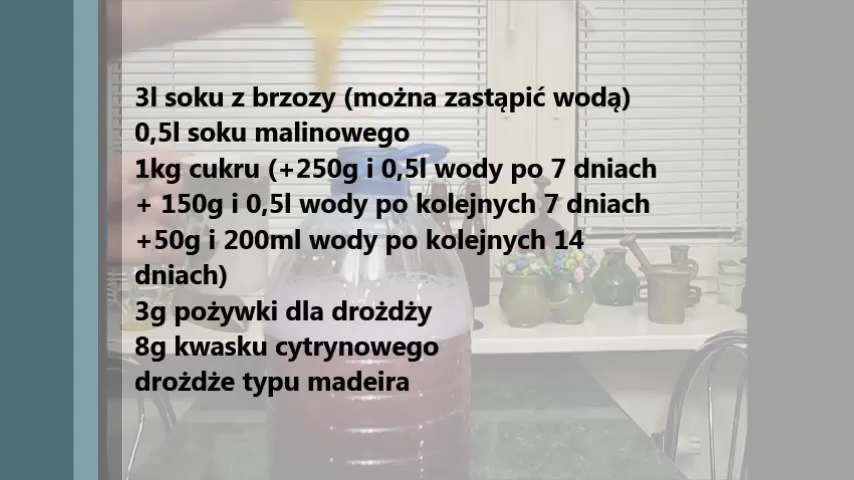 3l soku z brzozy (można zastąpić wodą)
0,5l soku malinowego
1kg cukru (+250g i 0,5l wody po 7 dniach
+ 150g i 0,5l wody po kolejnych 7 dniach
+50g i 200ml wody po kolejnych 14
dniach)
3g pożywki dla drożdży
8g kwasku cytrynowego
drożdże typu madeira